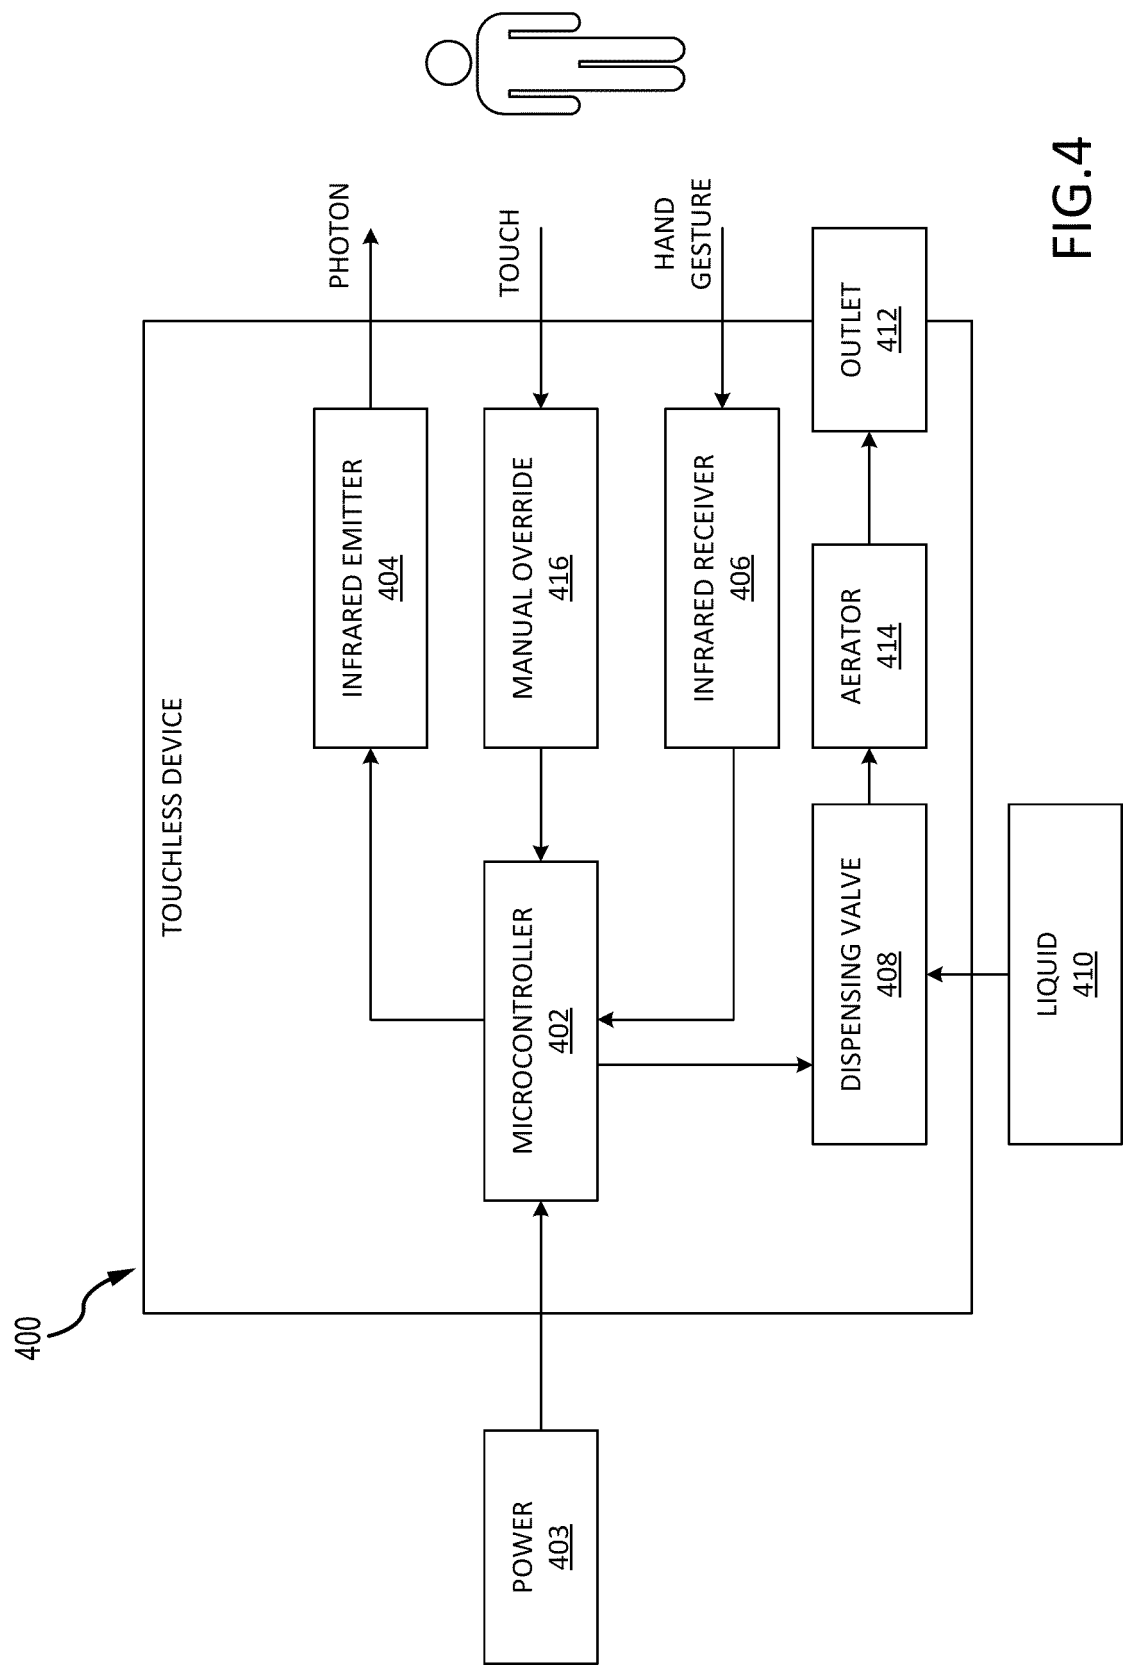 400
TOUCHLESS DEVICE
POWER
403
MICROCONTROLLER
402
INFRARED EMITTER
404
MANUAL OVERRIDE
416
INFRARED RECEIVER
406
PHOTON
TOUCH
HAND
GESTURE
DISPENSING VALVE
408
AERATOR
414
OUTLET
412
LIQUID
410
FIG.4